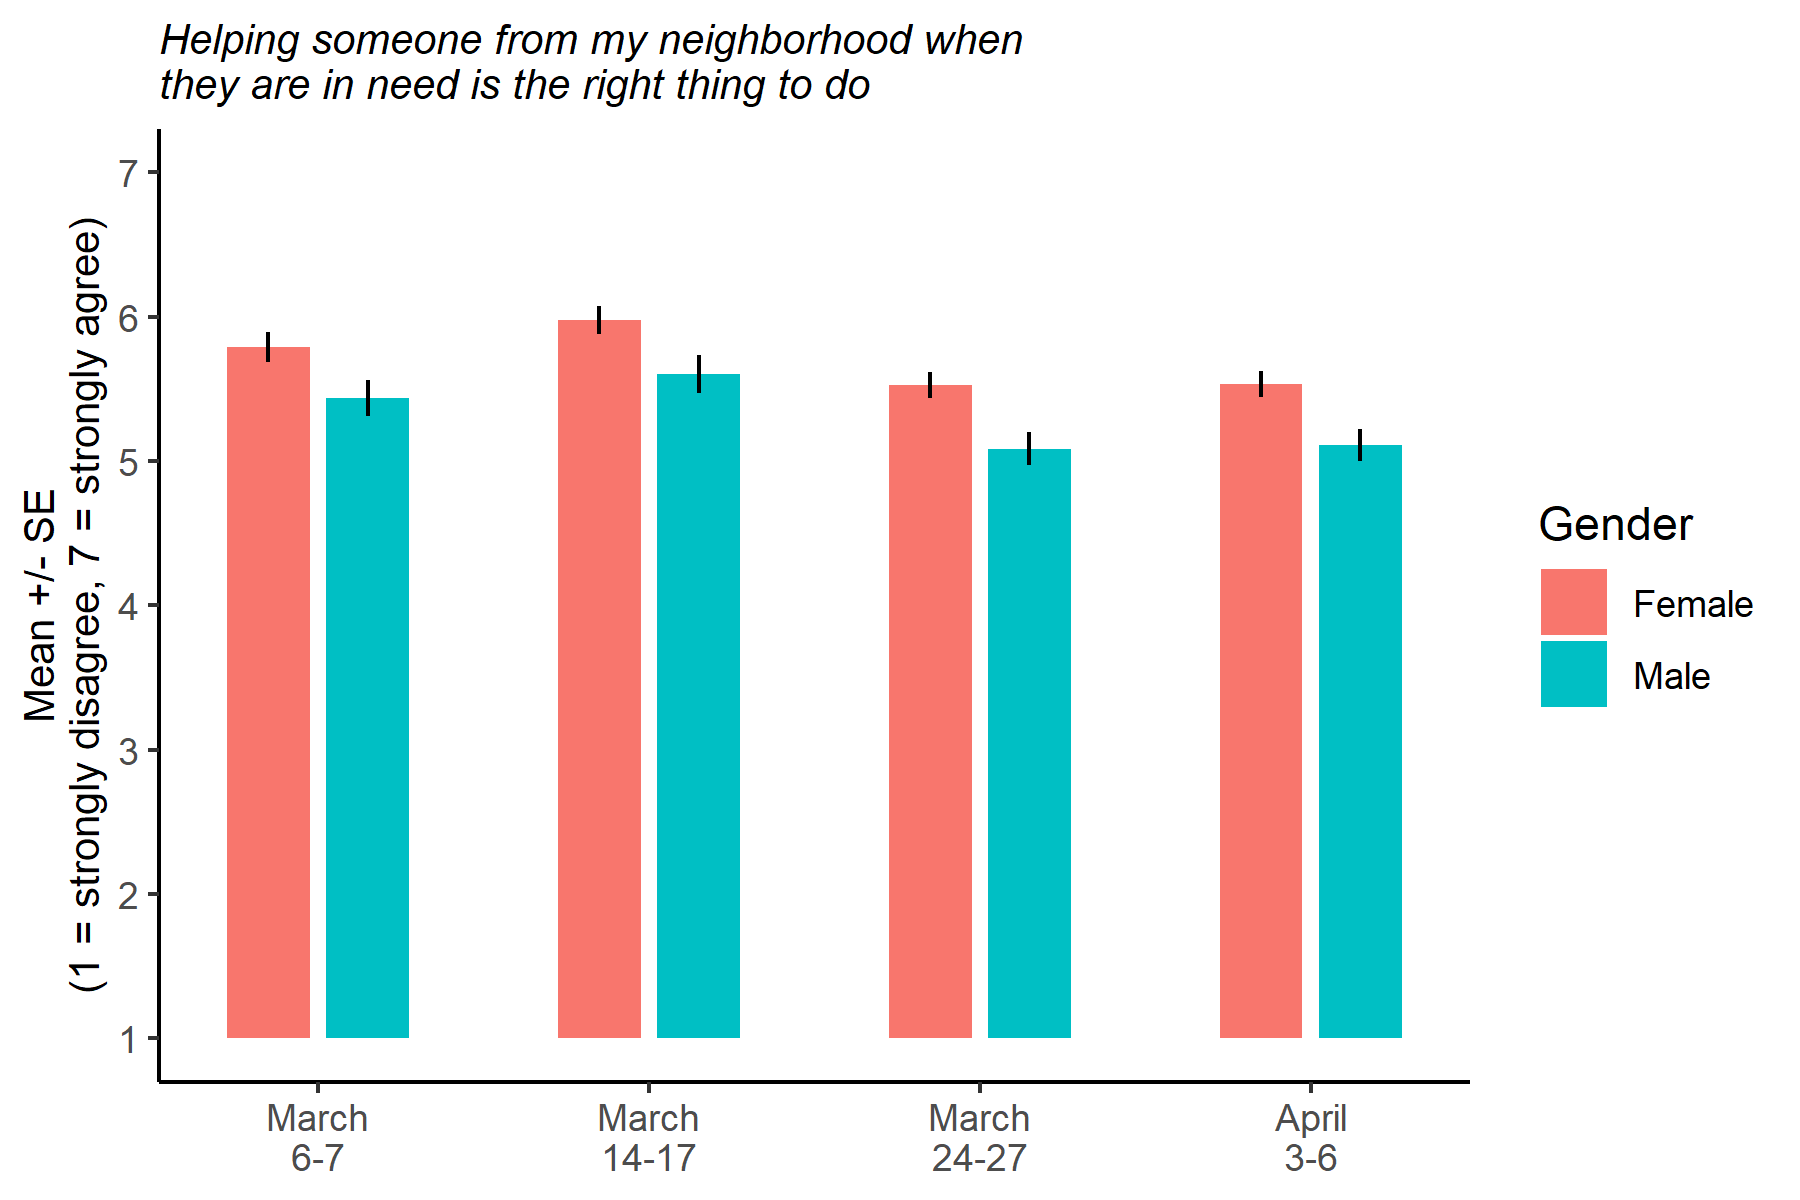 Helping someone from my neighborhood when
they are in need is the right thing to do
Mean +/- SE
(1 = strongly disagree, 7 = strongly agree)
7
6
5
4
3
2
1
March
6-7
March
14-17
March
24-27
April
3-6
Gender
Female
Male